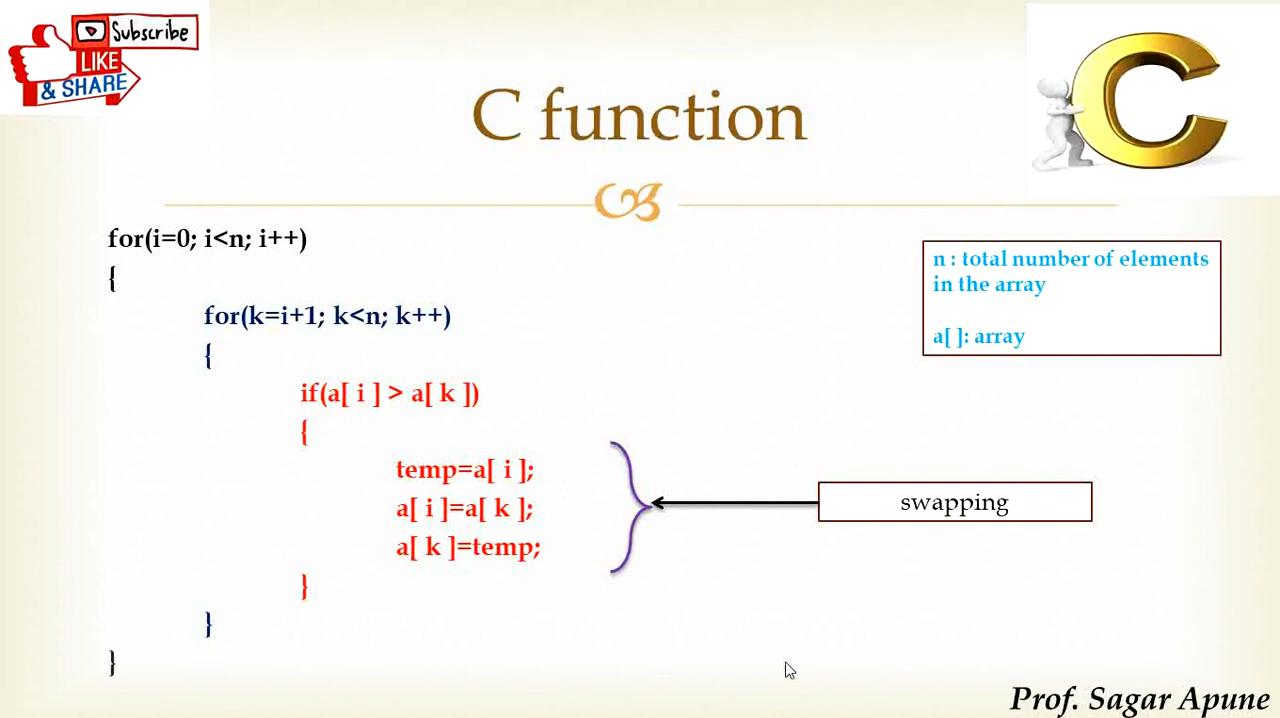 Subscribe
LIKE
& SHARE
C
C function
for(i=0; i<n; i++)
{
for(k=i+1; k<n; k++)
{
if(a[ i ] > a[ k ])
{
temp=a[ i ];
a[ i ]=a[ k ];
a[ k ]=temp;
}
}
}
n : total number of elements
in the array
a[ ]: array
swapping
Prof. Sagar Apune